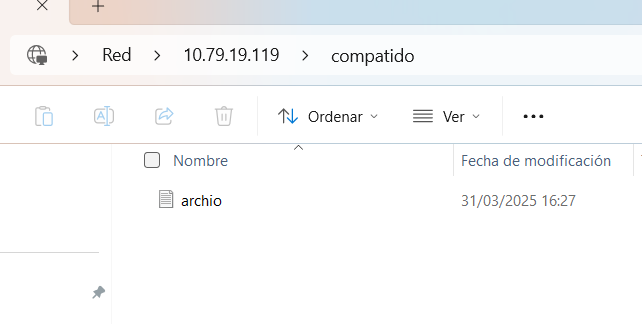 Red 10.79.19.119 compatido
Ordenar Ver
Nombre Fecha de modificación
archio 31/03/2025 16:27